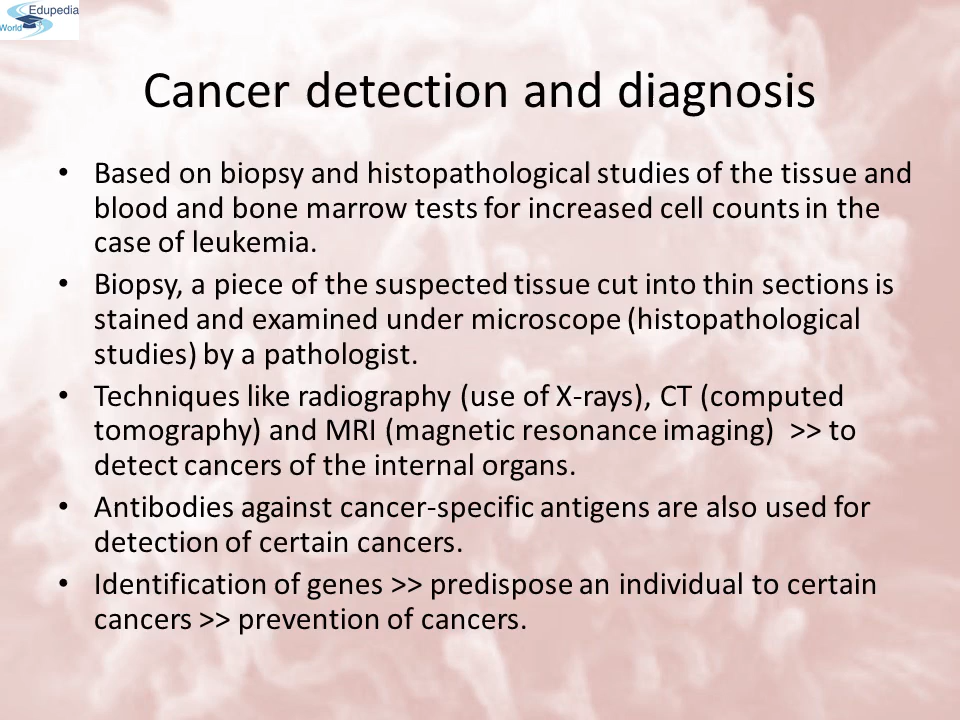 Edupedia
World
Cancer detection and diagnosis
• Based on biopsy and histopathological studies of the tissue and
blood and bone marrow tests for increased cell counts in the
case of leukemia.
• Biopsy, a piece of the suspected tissue cut into thin sections is
stained and examined under microscope (histopathological
studies) by a pathologist.
• Techniques like radiography (use of X-rays), CT (computed
tomography) and MRI (magnetic resonance imaging)  >> to
detect cancers of the internal organs.
• Antibodies against cancer-specific antigens are also used for
detection of certain cancers.
• Identification of genes >> predispose an individual to certain
cancers >> prevention of cancers.